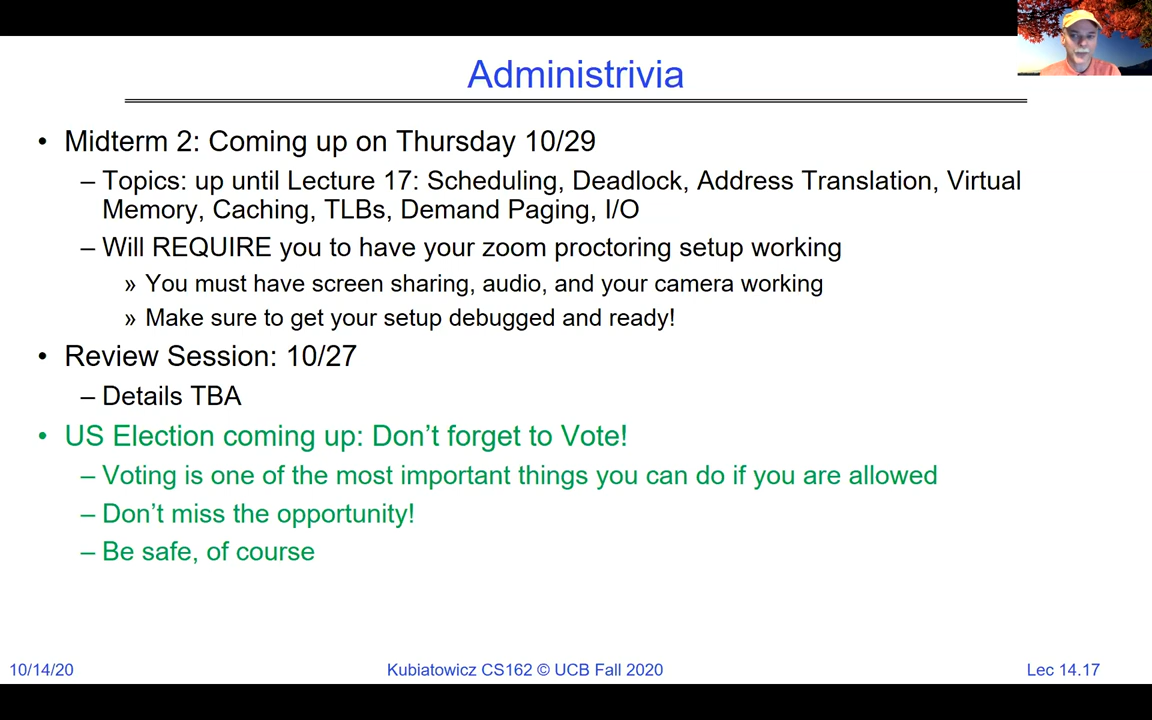 Administrivia
• Midterm 2: Coming up on Thursday 10/29
– Topics: up until Lecture 17: Scheduling, Deadlock, Address Translation, Virtual
Memory, Caching, TLBs, Demand Paging, I/O
– Will REQUIRE you to have your zoom proctoring setup working
» You must have screen sharing, audio, and your camera working
» Make sure to get your setup debugged and ready!
• Review Session: 10/27
– Details TBA
• US Election coming up: Don’t forget to Vote!
– Voting is one of the most important things you can do if you are allowed
– Don’t miss the opportunity!
– Be safe, of course
10/14/20
Kubiatowicz CS162 © UCB Fall 2020
Lec 14.17